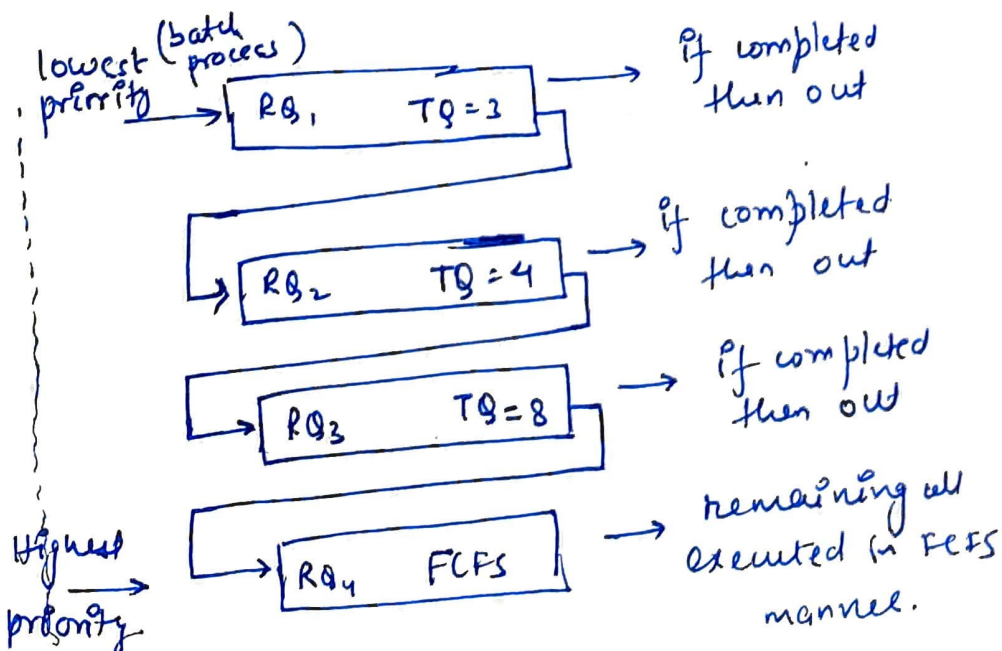 lowest (batch process)
priority
RQ1 TQ=3
if completed
then out
RQ2 TQ=4
if completed
then out
RQ3 TQ=8
if completed
then out
Highest
priority
RQ4 FCFS
remaining all
executed in FCFS
manner.